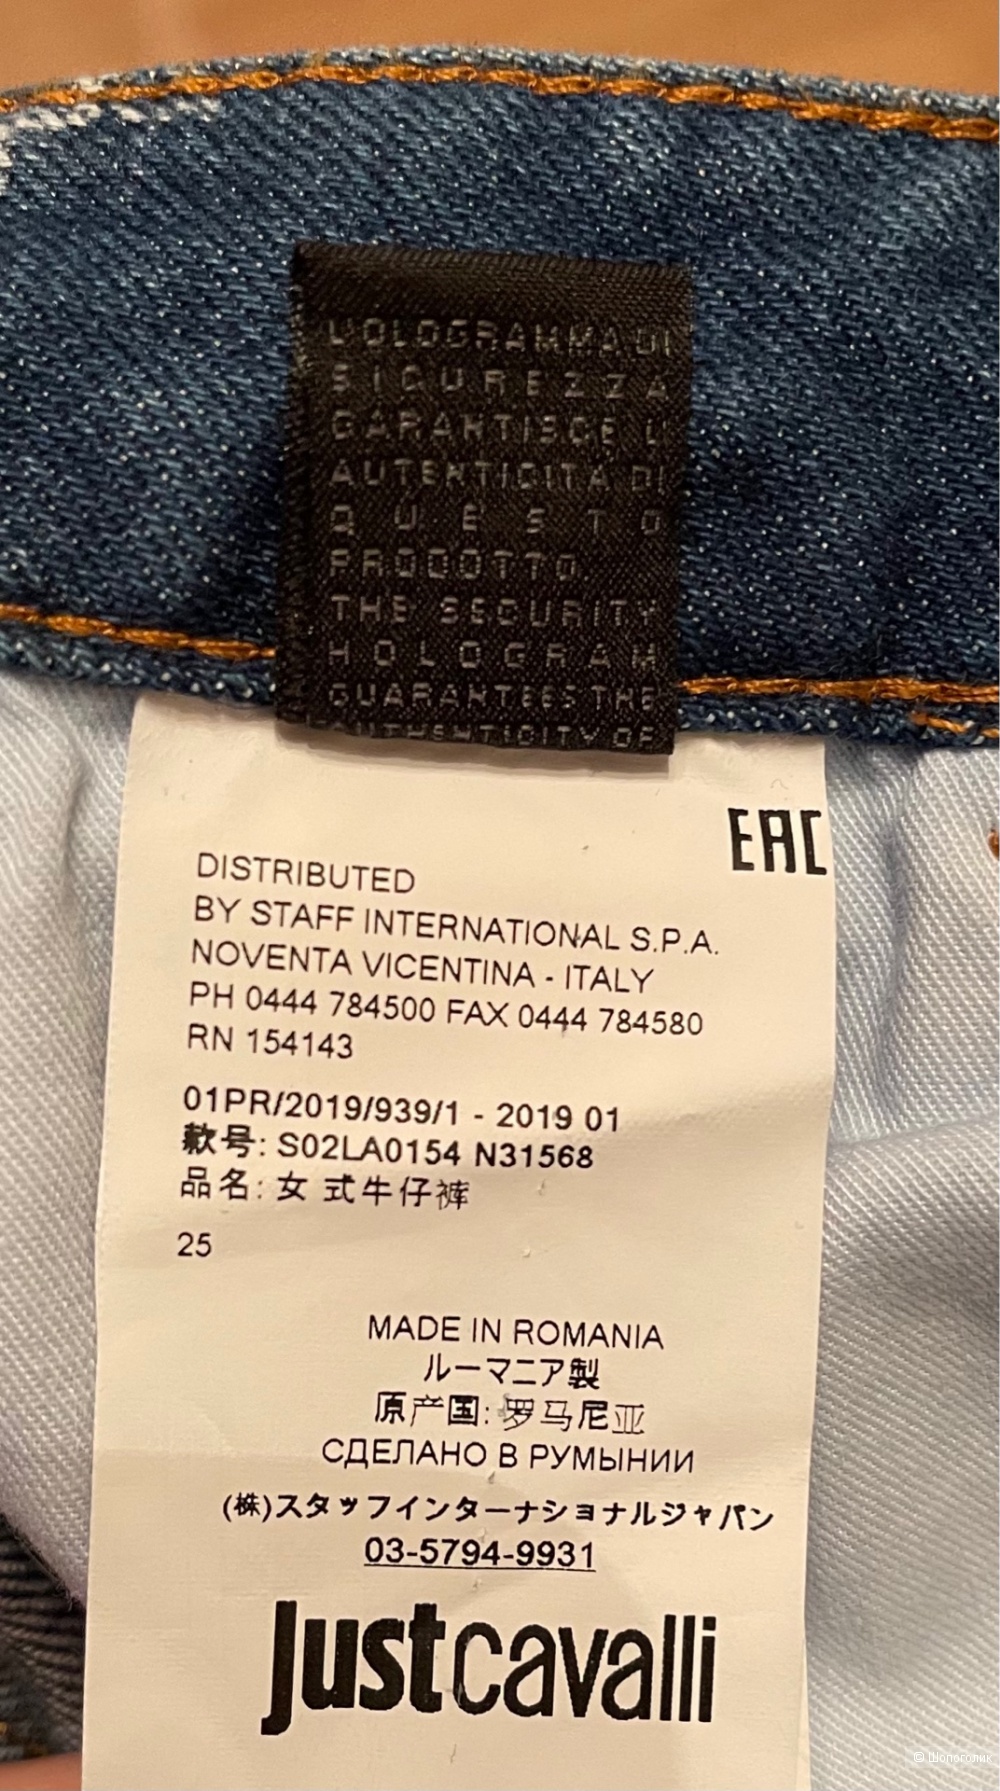 L'OLOGRAMMA DI
SICUREZZA
GARANTISCE L'
AUTENTICITA DI
QUESTO
PRODOTTO.
THE SECURITY
HOLOGRAM
GUARANTEES THE
AUTHENTICITY OF
EAC
DISTRIBUTED
BY STAFF INTERNATIONAL S.P.A.
NOVENTA VICENTINA - ITALY
PH 0444 784500 FAX 0444 784580
RN 154143
01PR/2019/939/1 - 2019 01
款号: S02LA0154 N31568
品名: 女 式牛仔裤
25
MADE IN ROMANIA
ルーマニア製
原产国: 罗马尼亚
СДЕЛАНО В РУМЫНИИ
(株)スタッフインターナショナルジャパン
03-5794-9931
justcavalli
© Шопоголик